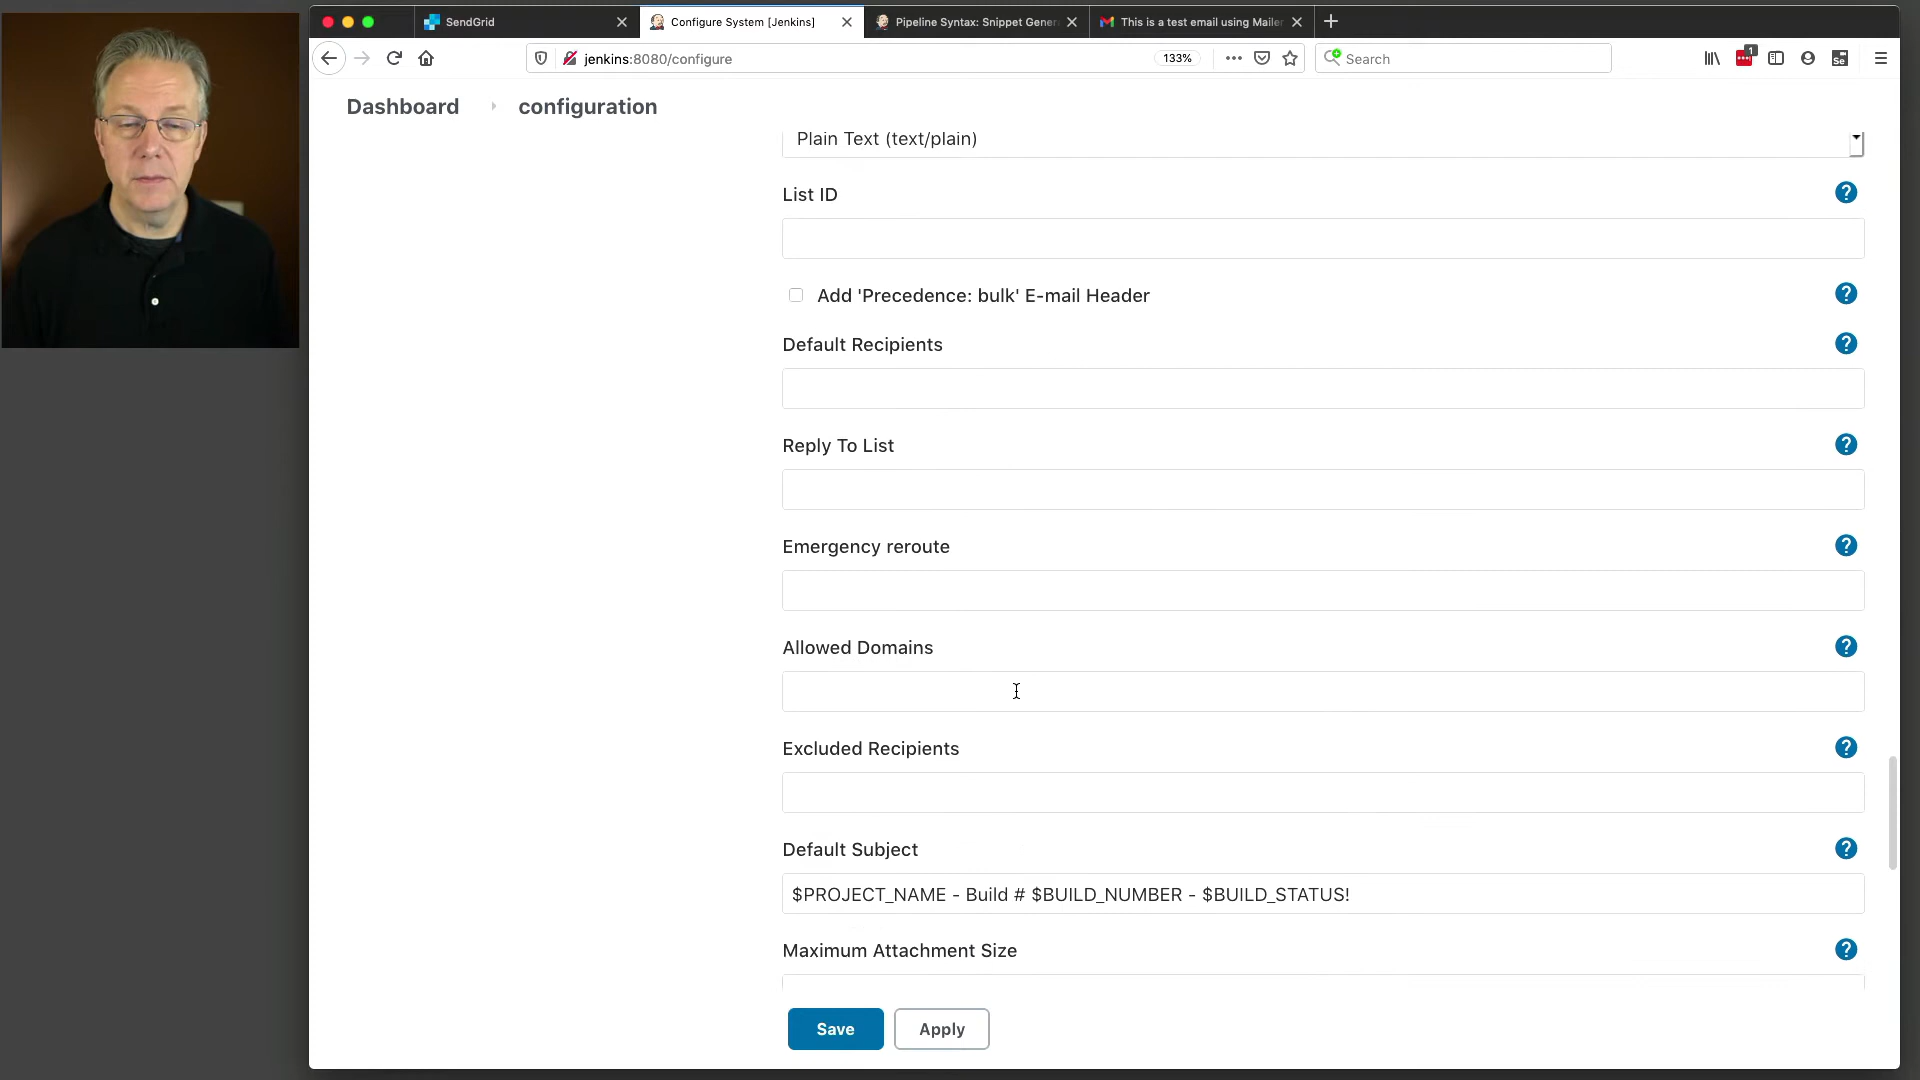 SendGrid
Configure System [Jenkins]
Pipeline Syntax: Snippet Gener
This is a test email using Mailer
jenkins:8080/configure
133%
Search
1
Se
Dashboard
configuration
Plain Text (text/plain)
List ID
?
Add 'Precedence: bulk' E-mail Header
?
Default Recipients
?
Reply To List
?
Emergency reroute
?
Allowed Domains
?
Excluded Recipients
?
Default Subject
?
$PROJECT_NAME - Build # $BUILD_NUMBER - $BUILD_STATUS!
Maximum Attachment Size
?
Save
Apply